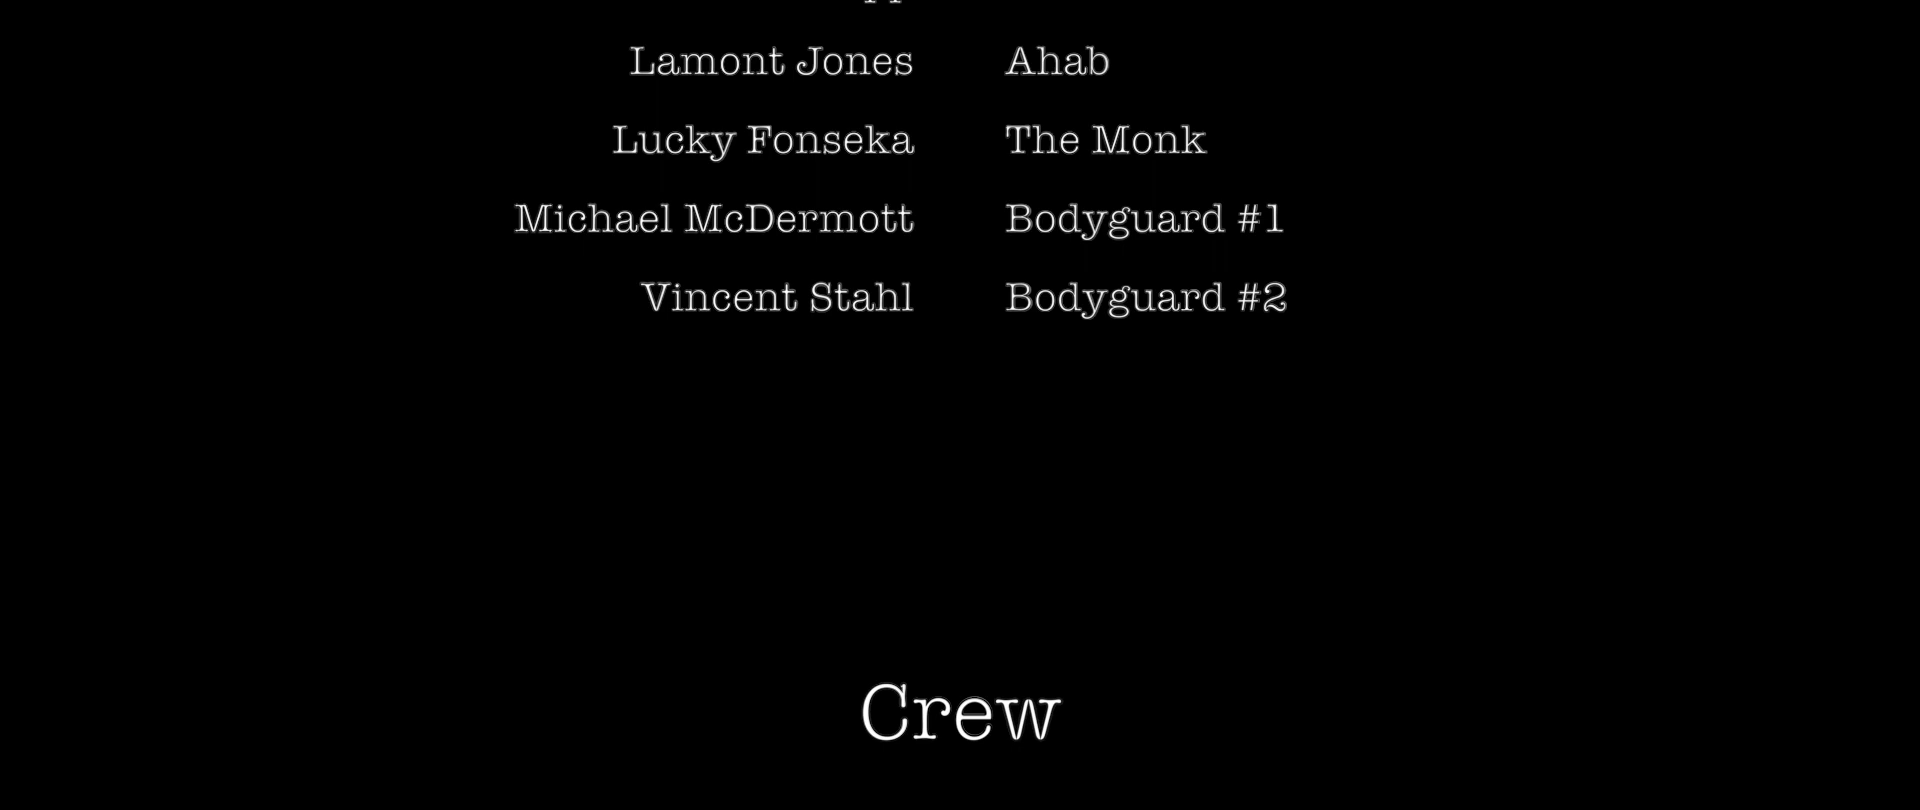 Lamont Jones Ahab
Lucky Fonseka The Monk
Michael McDermott Bodyguard #1
Vincent Stahl Bodyguard #2
Crew